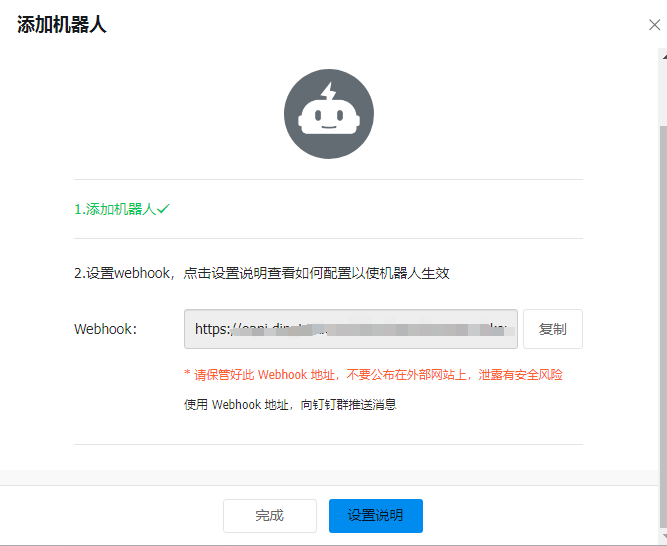 添加机器人
1.添加机器人
2.设置webhook，点击设置说明查看如何配置以使机器人生效
Webhook：
https://
复制
* 请保管好此 Webhook 地址，不要公布在外部网站上，泄露有安全风险
使用 Webhook 地址，向钉钉群推送消息
完成
设置说明